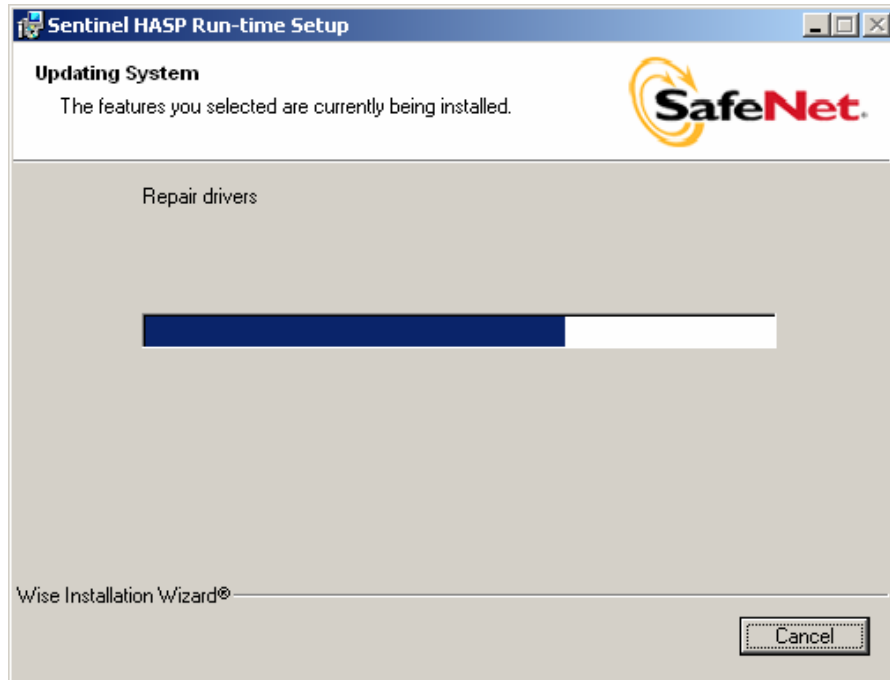 Sentinel HASP Run-time Setup
Updating System
The features you selected are currently being installed.
SafeNet.
Repair drivers
Wise Installation Wizard®
Cancel